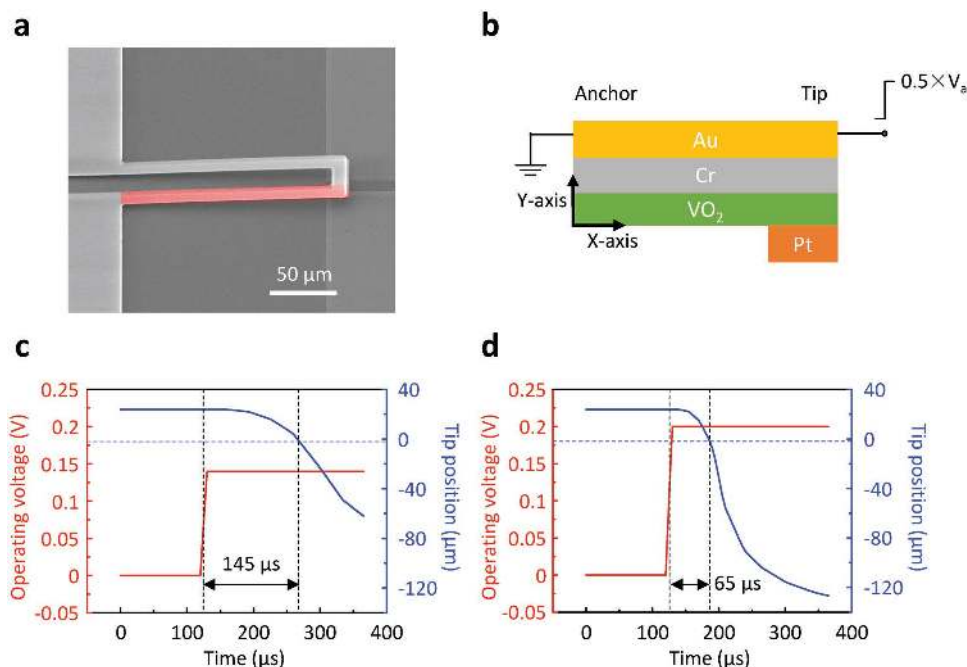 a
50 μm
b
0.5×Vₐ
Anchor
Tip
Au
Cr
Y-axis
VO₂
X-axis
Pt
c
Operating voltage (V)
0.25
0.2
0.15
0.1
0.05
0
-0.05
40
0
-40
-80
-120
Tip position (μm)
145 μs
0
100
200
300
400
Time (μs)
d
Operating voltage (V)
0.25
0.2
0.15
0.1
0.05
0
-0.05
40
0
-40
-80
-120
Tip position (μm)
65 μs
0
100
200
300
400
Time (μs)